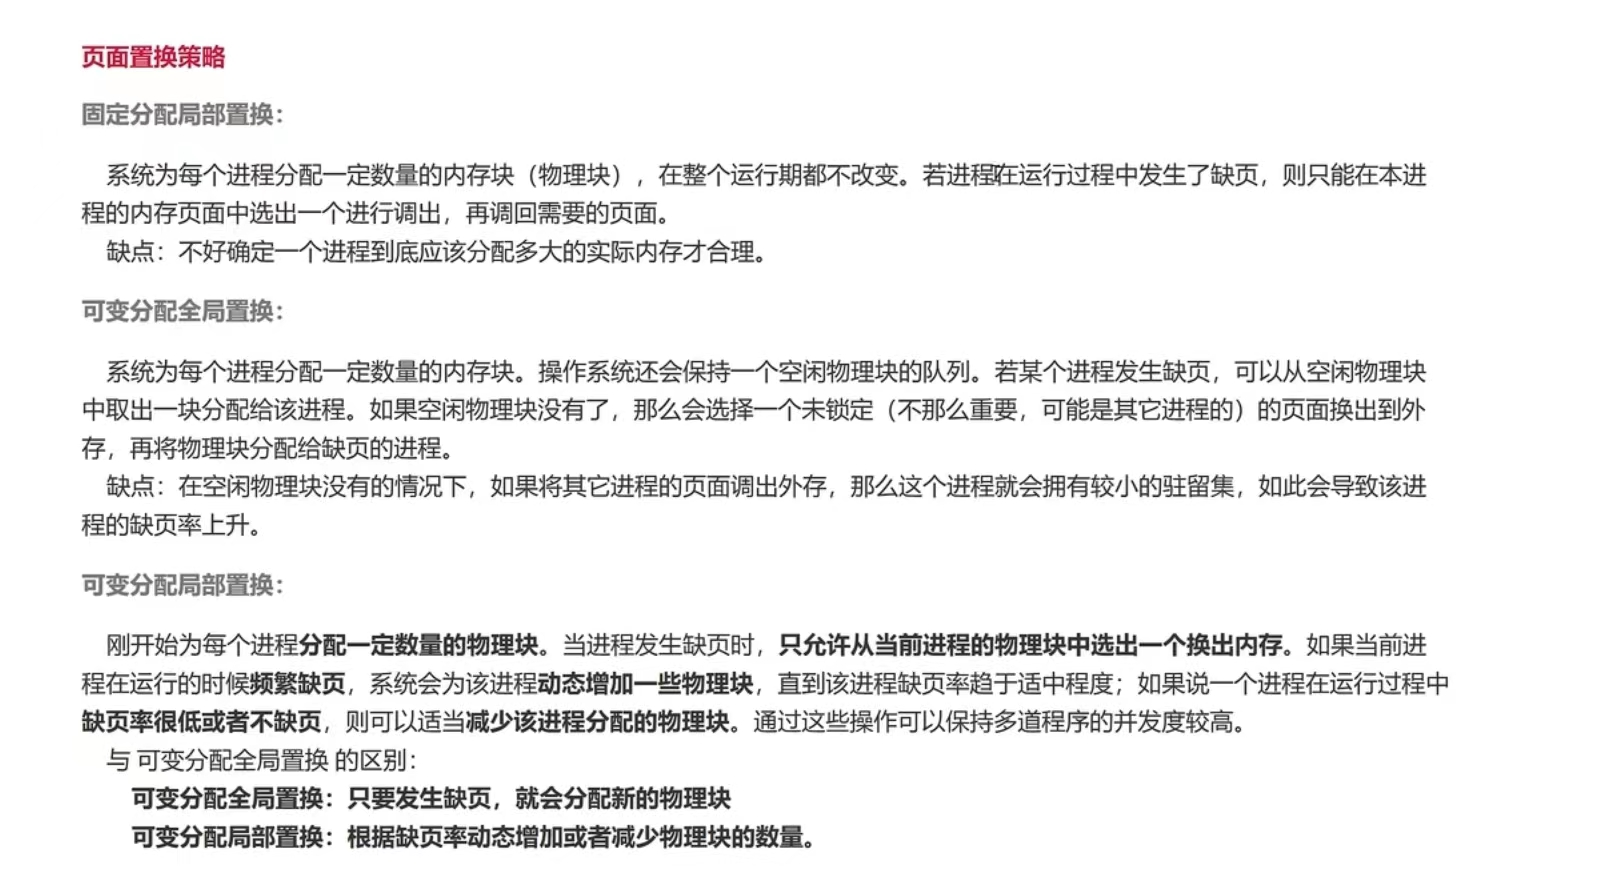 页面置换策略
固定分配局部置换：
系统为每个进程分配一定数量的内存块（物理块），在整个运行期都不改变。若进程在运行过程中发生了缺页，则只能在本进
程的内存页面中选出一个进行调出，再调回需要的页面。
缺点：不好确定一个进程到底应该分配多大的实际内存才合理。
可变分配全局置换：
系统为每个进程分配一定数量的内存块。操作系统还会保持一个空闲物理块的队列。若某个进程发生缺页，可以从空闲物理块
中取出一块分配给该进程。如果空闲物理块没有了，那么会选择一个未锁定（不那么重要，可能是其它进程的）的页面换出到外
存，再将物理块分配给缺页的进程。
缺点：在空闲物理块没有的情况下，如果将其它进程的页面调出外存，那么这个进程就会拥有较小的驻留集，如此会导致该进
程的缺页率上升。
可变分配局部置换：
刚开始为每个进程分配一定数量的物理块。当进程发生缺页时，只允许从当前进程的物理块中选出一个换出内存。如果当前进
程在运行的时候频繁缺页，系统会为该进程动态增加一些物理块，直到该进程缺页率趋于适中程度；如果说一个进程在运行过程中
缺页率很低或者不缺页，则可以适当减少该进程分配的物理块。通过这些操作可以保持多道程序的并发度较高。
与 可变分配全局置换 的区别：
可变分配全局置换：只要发生缺页，就会分配新的物理块
可变分配局部置换：根据缺页率动态增加或者减少物理块的数量。